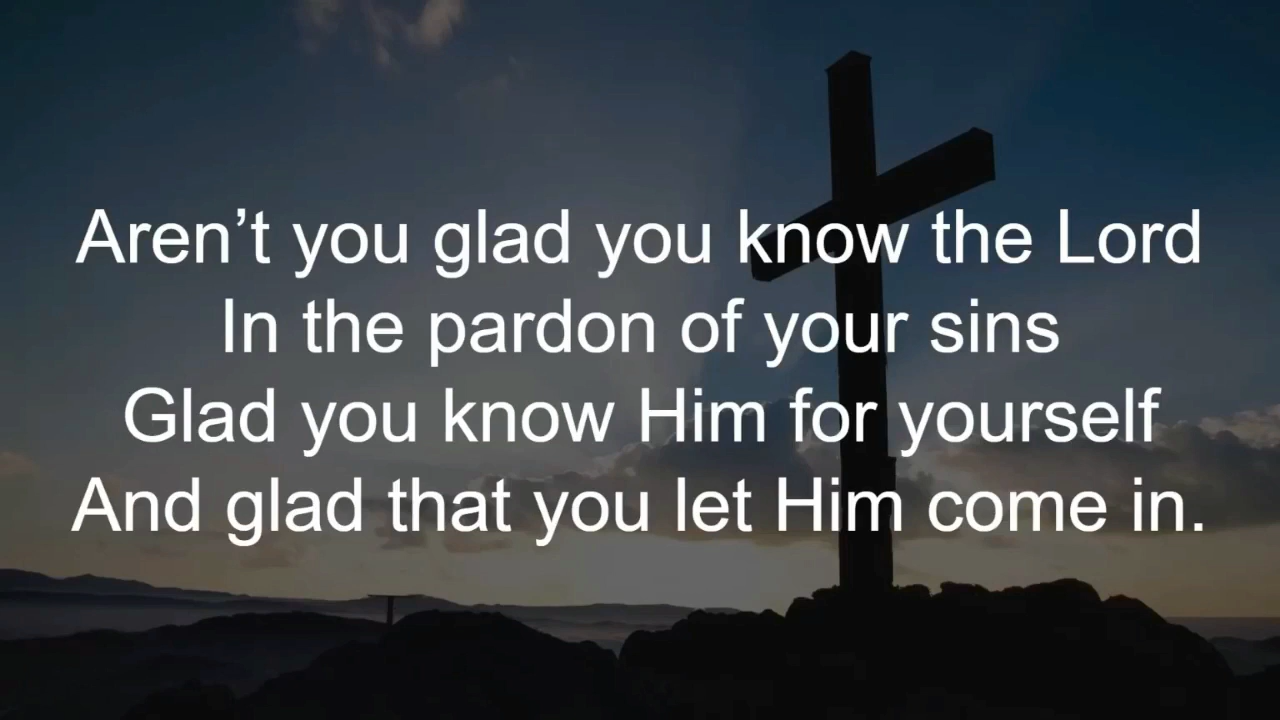 Aren’t you glad you know the Lord
In the pardon of your sins
Glad you know Him for yourself
And glad that you let Him come in.